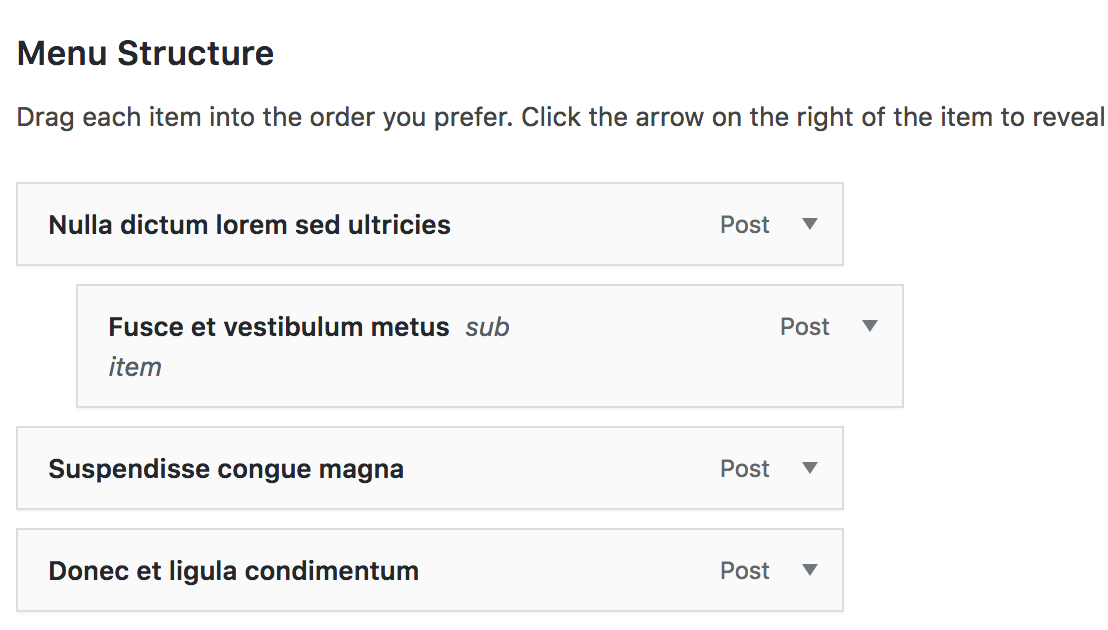 Menu Structure
Drag each item into the order you prefer. Click the arrow on the right of the item to reveal
Nulla dictum lorem sed ultricies Post
Fusce et vestibulum metus sub Post
item
Suspendisse congue magna Post
Donec et ligula condimentum Post